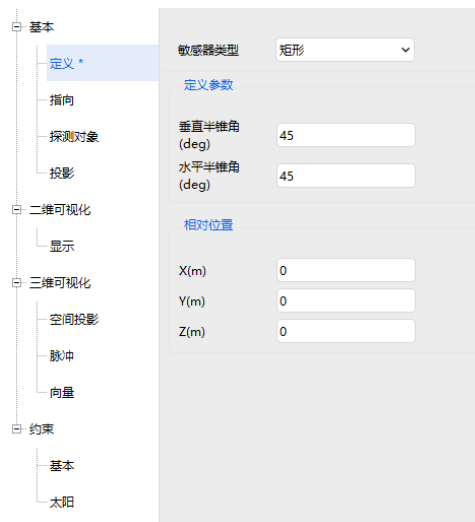 基本
定义 *
指向
探测对象
投影
二维可视化
显示
三维可视化
空间投影
脉冲
向量
约束
基本
太阳
敏感器类型 矩形
定义参数
垂直半锥角
(deg) 45
水平半锥角
(deg) 45
相对位置
X(m) 0
Y(m) 0
Z(m) 0